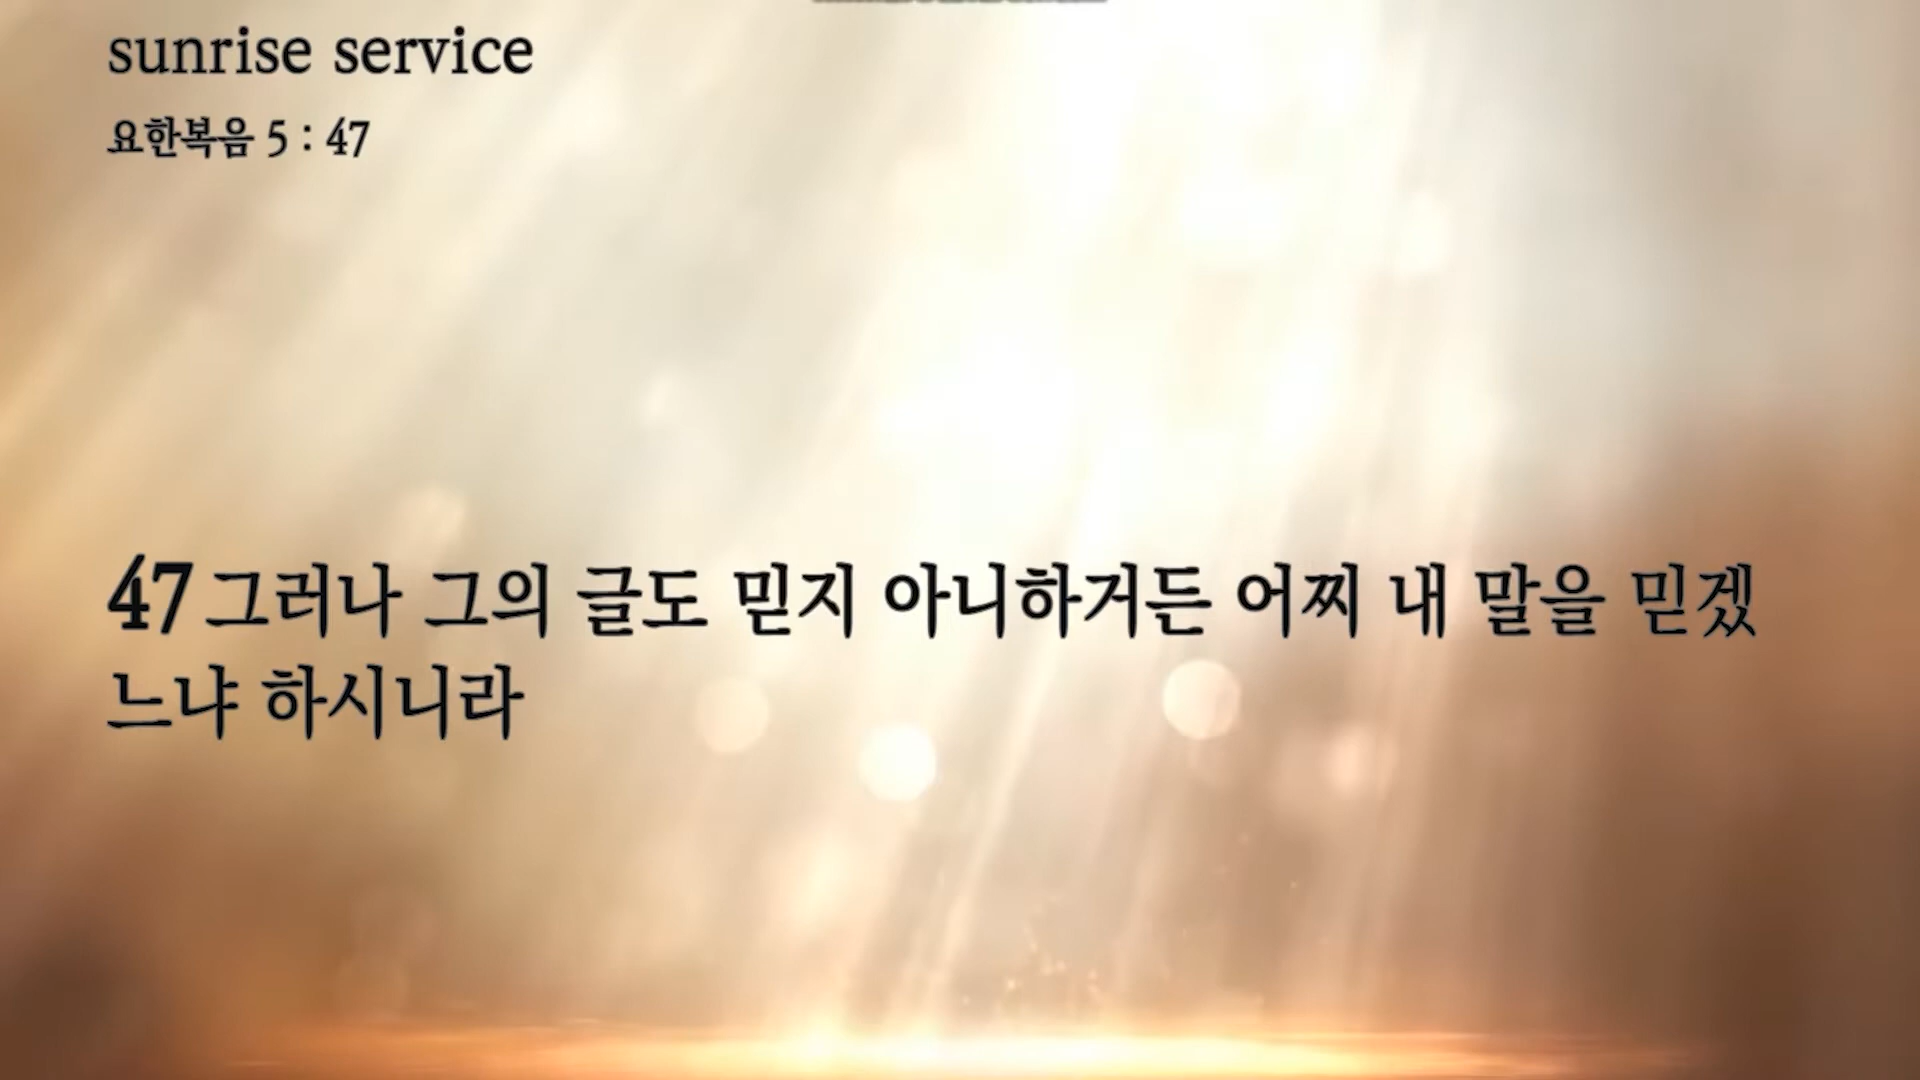 sunrise service
요한복음 5 : 47
47 그러나 그의 글도 믿지 아니하거든 어찌 내 말을 믿겠
느냐 하시니라